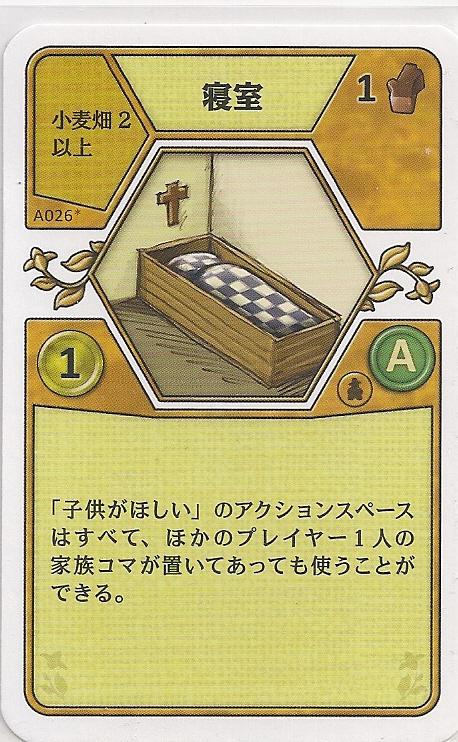 寝室
1
小麦畑 2
以上
A026*
1
A
「子供がほしい」のアクションスペース
はすべて、ほかのプレイヤー1人の
家族コマが置いてあっても使うことが
できる。